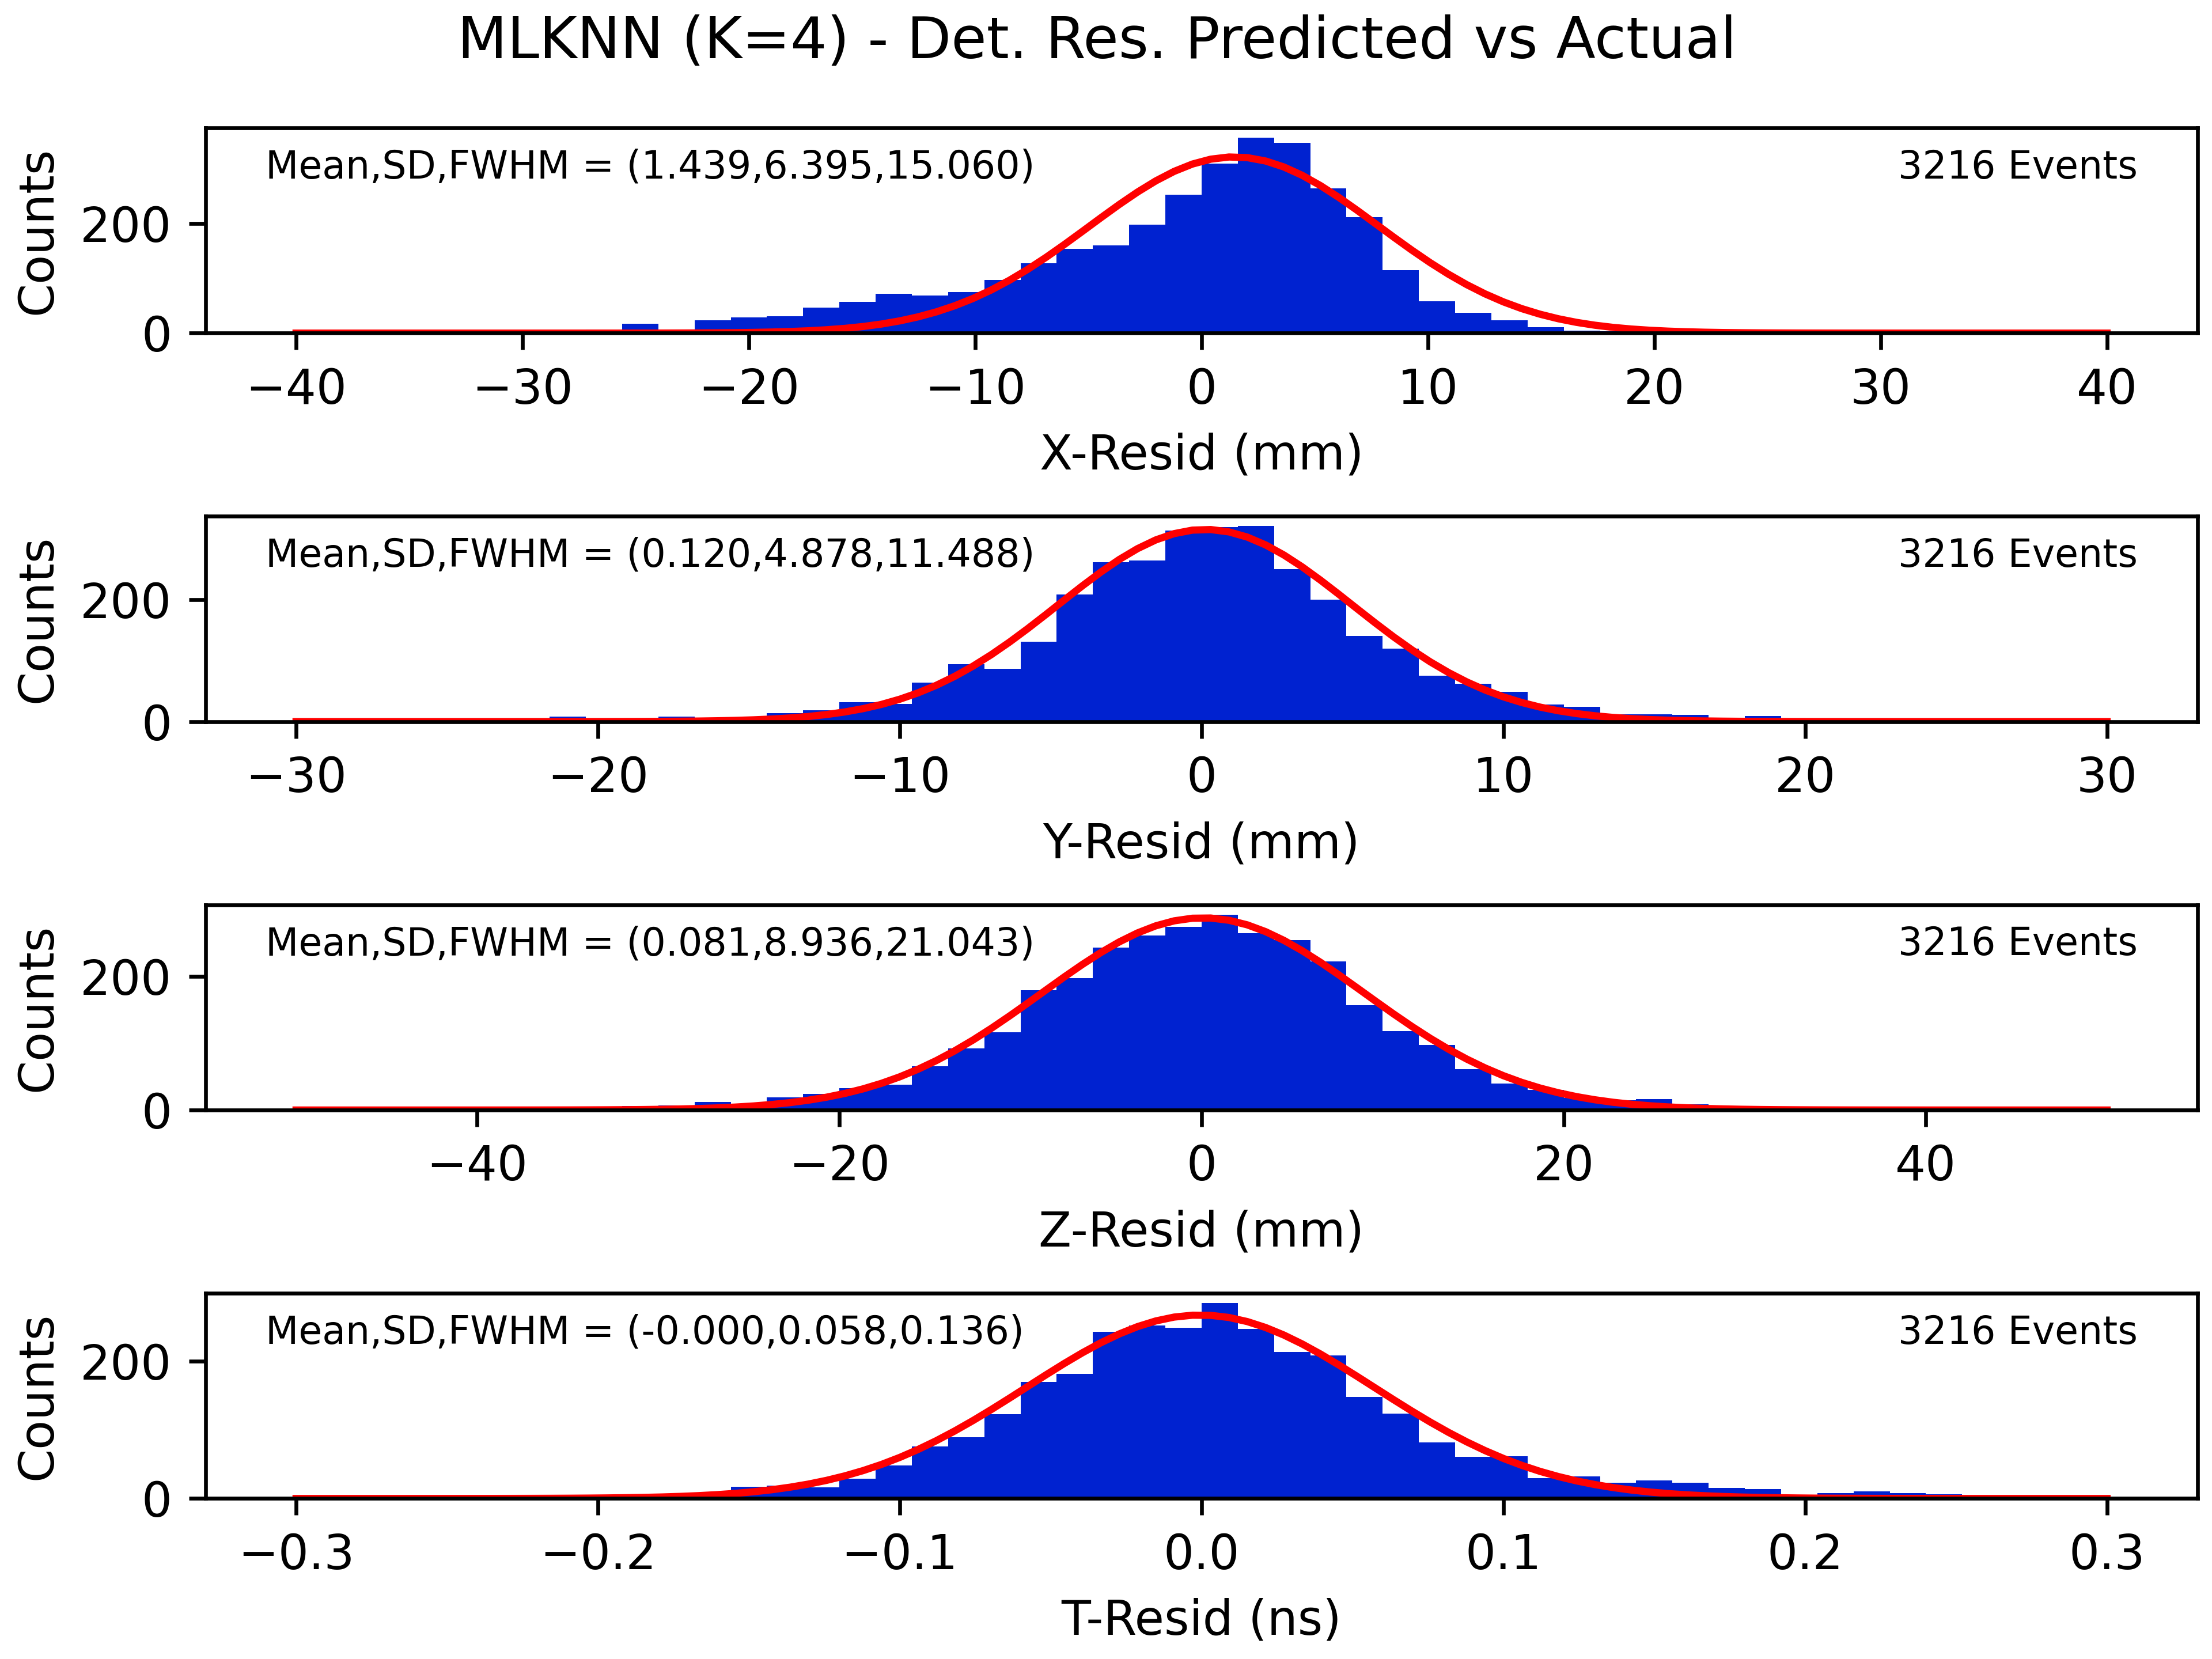 MLKNN (K=4) - Det. Res. Predicted vs Actual
Mean,SD,FWHM = (1.439,6.395,15.060)
3216 Events
Counts
200
0
−40 −30 −20 −10 0 10 20 30 40
X-Resid (mm)
Mean,SD,FWHM = (0.120,4.878,11.488)
3216 Events
Counts
200
0
−30 −20 −10 0 10 20 30
Y-Resid (mm)
Mean,SD,FWHM = (0.081,8.936,21.043)
3216 Events
Counts
200
0
−40 −20 0 20 40
Z-Resid (mm)
Mean,SD,FWHM = (-0.000,0.058,0.136)
3216 Events
Counts
200
0
−0.3 −0.2 −0.1 0.0 0.1 0.2 0.3
T-Resid (ns)